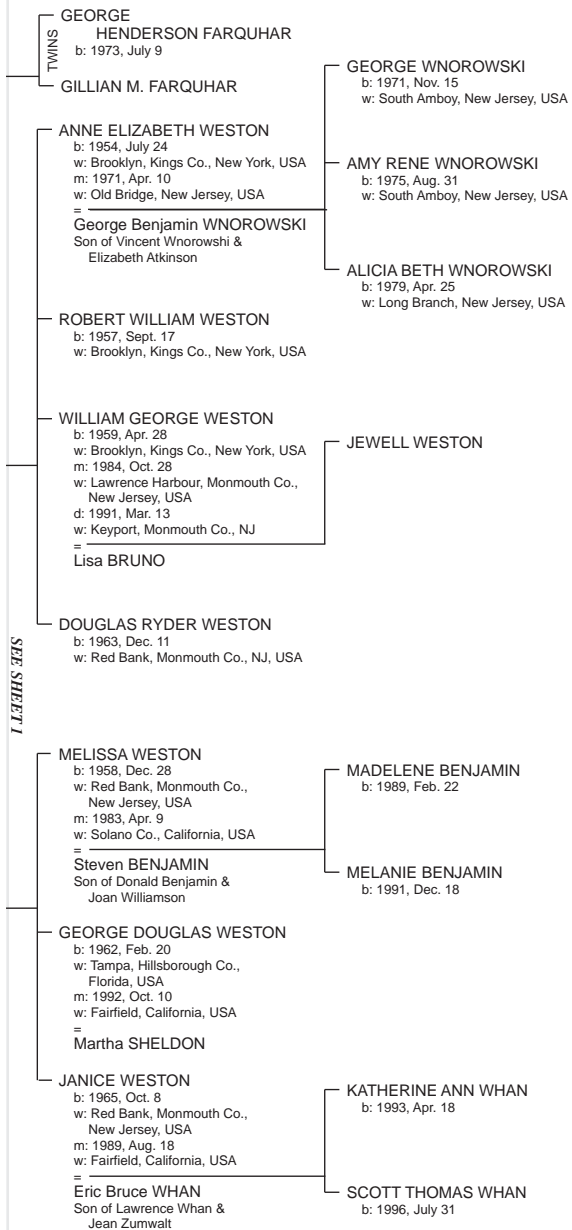 GEORGE
HENDERSON FARQUHAR
b: 1973, July 9
TWINS
GILLIAN M. FARQUHAR
ANNE ELIZABETH WESTON
b: 1954, July 24
w: Brooklyn, Kings Co., New York, USA
m: 1971, Apr. 10
w: Old Bridge, New Jersey, USA
=
George Benjamin WNOROWSKI
Son of Vincent Wnorowshi &
Elizabeth Atkinson
GEORGE WNOROWSKI
b: 1971, Nov. 15
w: South Amboy, New Jersey, USA
AMY RENE WNOROWSKI
b: 1975, Aug. 31
w: South Amboy, New Jersey, USA
ALICIA BETH WNOROWSKI
b: 1979, Apr. 25
w: Long Branch, New Jersey, USA
ROBERT WILLIAM WESTON
b: 1957, Sept. 17
w: Brooklyn, Kings Co., New York, USA
WILLIAM GEORGE WESTON
b: 1959, Apr. 28
w: Brooklyn, Kings Co., New York, USA
m: 1984, Oct. 28
w: Lawrence Harbour, Monmouth Co.,
New Jersey, USA
d: 1991, Mar. 13
w: Keyport, Monmouth Co., NJ
=
Lisa BRUNO
JEWELL WESTON
DOUGLAS RYDER WESTON
b: 1963, Dec. 11
w: Red Bank, Monmouth Co., NJ, USA
SEE SHEET 1
MELISSA WESTON
b: 1958, Dec. 28
w: Red Bank, Monmouth Co.,
New Jersey, USA
m: 1983, Apr. 9
w: Solano Co., California, USA
=
Steven BENJAMIN
Son of Donald Benjamin &
Joan Williamson
MADELENE BENJAMIN
b: 1989, Feb. 22
MELANIE BENJAMIN
b: 1991, Dec. 18
GEORGE DOUGLAS WESTON
b: 1962, Feb. 20
w: Tampa, Hillsborough Co.,
Florida, USA
m: 1992, Oct. 10
w: Fairfield, California, USA
=
Martha SHELDON
JANICE WESTON
b: 1965, Oct. 8
w: Red Bank, Monmouth Co.,
New Jersey, USA
m: 1989, Aug. 18
w: Fairfield, California, USA
=
Eric Bruce WHAN
Son of Lawrence Whan &
Jean Zumwalt
KATHERINE ANN WHAN
b: 1993, Apr. 18
SCOTT THOMAS WHAN
b: 1996, July 31